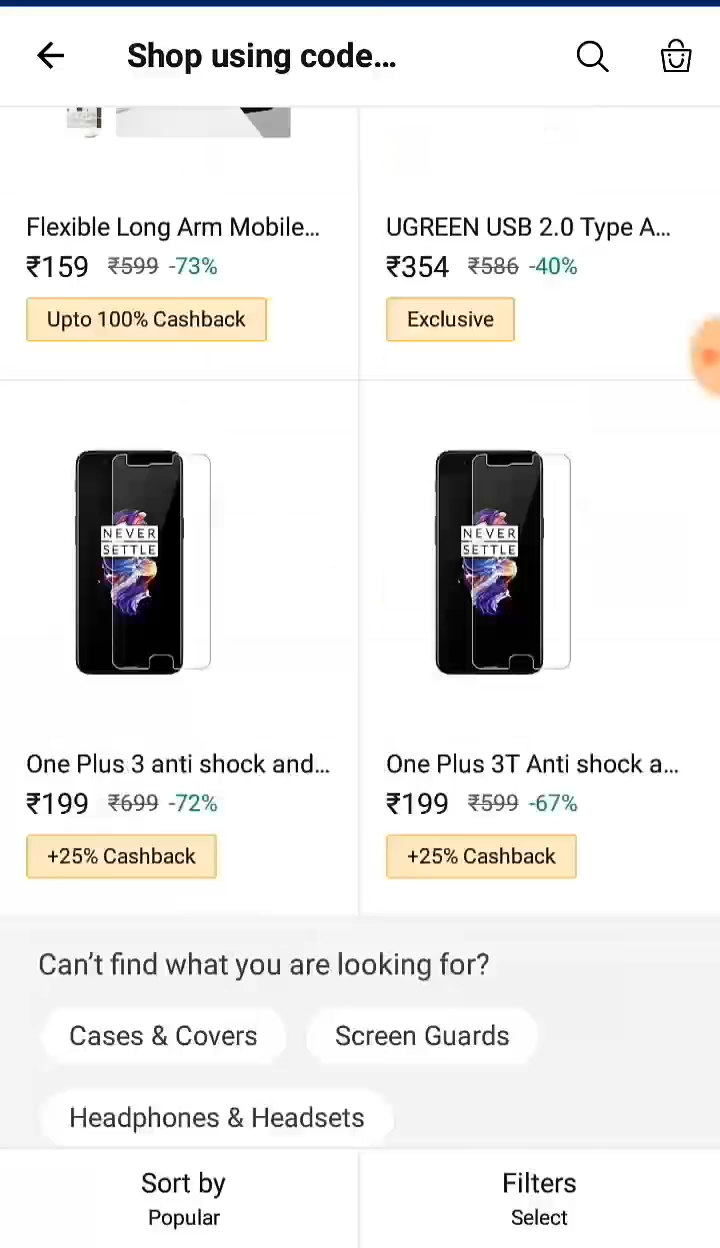 Shop using code...
Flexible Long Arm Mobile...
₹159 ₹599 -73%
Upto 100% Cashback
UGREEN USB 2.0 Type A...
₹354 ₹586 -40%
Exclusive
NEVER
SETTLE
NEVER
SETTLE
One Plus 3 anti shock and...
₹199 ₹699 -72%
+25% Cashback
One Plus 3T Anti shock a...
₹199 ₹599 -67%
+25% Cashback
Can't find what you are looking for?
Cases & Covers
Screen Guards
Headphones & Headsets
Sort by
Popular
Filters
Select